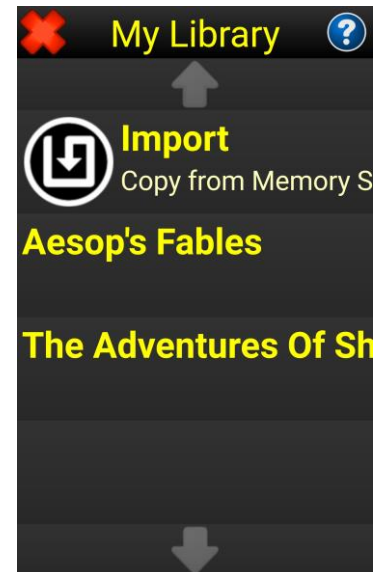 My Library ?
Import
Copy from Memory S
Aesop's Fables
The Adventures Of Sh